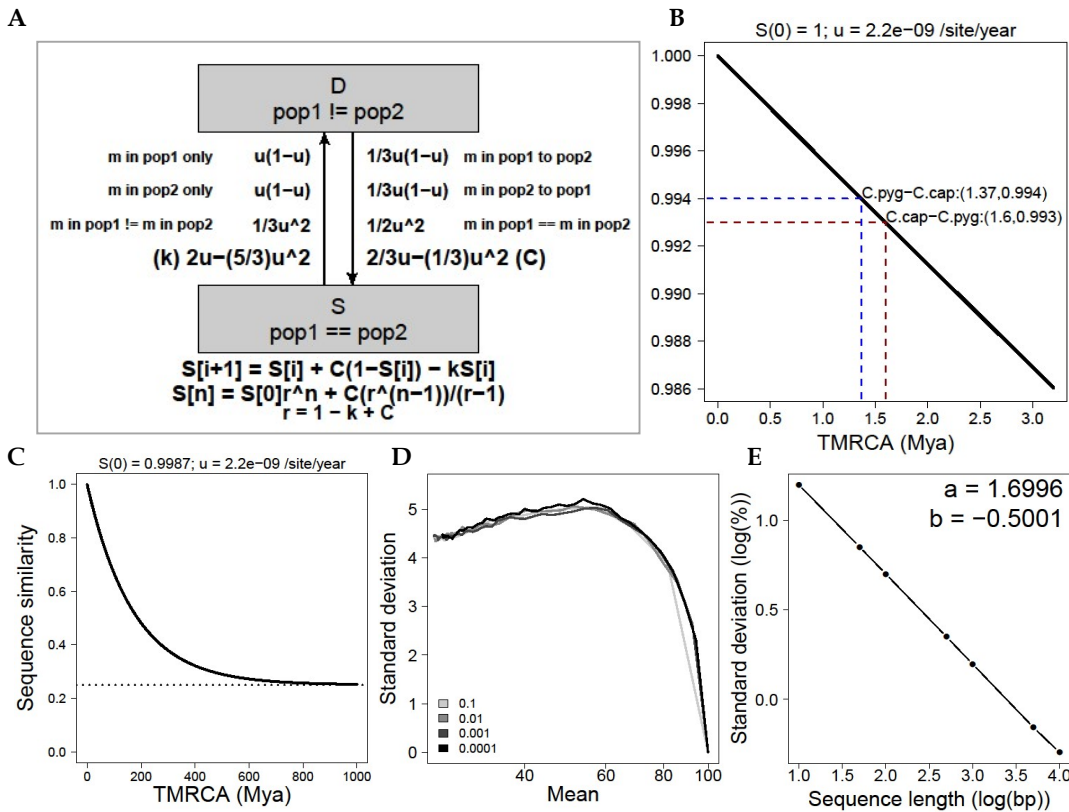 A
D
pop1 != pop2
m in pop1 only u(1−u) 1/3u(1−u) m in pop1 to pop2
m in pop2 only u(1−u) 1/3u(1−u) m in pop2 to pop1
m in pop1 != m in pop2 1/3u^2 1/2u^2 m in pop1 == m in pop2
(k) 2u−(5/3)u^2 2/3u−(1/3)u^2 (C)
S
pop1 == pop2
S[i+1] = S[i] + C(1−S[i]) − kS[i]
S[n] = S[0]r^n + C(r^(n−1))/(r−1)
r = 1 − k + C
B
S(0) = 1; u = 2.2e−09 /site/year
1.000
0.998
0.996
0.994
0.992
0.990
0.988
0.986
C.pyg−C.cap:(1.37,0.994)
C.cap−C.pyg:(1.6,0.993)
0.0 0.5 1.0 1.5 2.0 2.5 3.0
TMRCA (Mya)
C
S(0) = 0.9987; u = 2.2e−09 /site/year
Sequence similarity
1.0
0.8
0.6
0.4
0.2
0.0
0 200 400 600 800 1000
TMRCA (Mya)
D
Standard deviation
5
4
3
2
1
0
0.1
0.01
0.001
0.0001
40 60 80 100
Mean
E
a = 1.6996
b = −0.5001
Standard deviation (log(%))
1.0
0.5
0.0
1.0 1.5 2.0 2.5 3.0 3.5 4.0
Sequence length (log(bp))